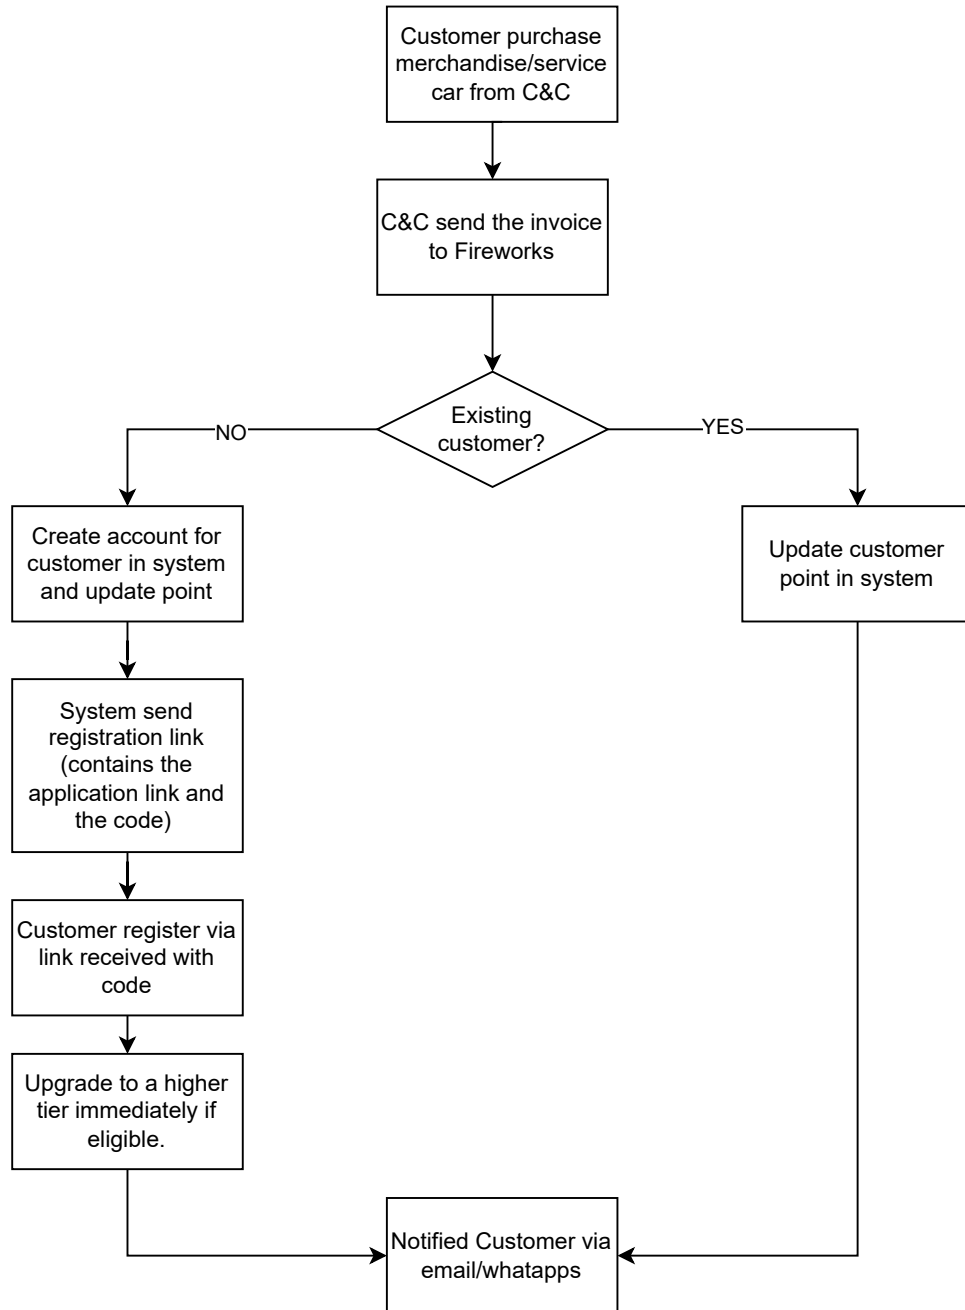 Customer purchase
merchandise/service
car from C&C
C&C send the invoice
to Fireworks
Existing
customer?
NO
YES
Create account for
customer in system
and update point
Update customer
point in system
System send
registration link
(contains the
application link and
the code)
Customer register via
link received with
code
Upgrade to a higher
tier immediately if
eligible.
Notified Customer via
email/whatapps